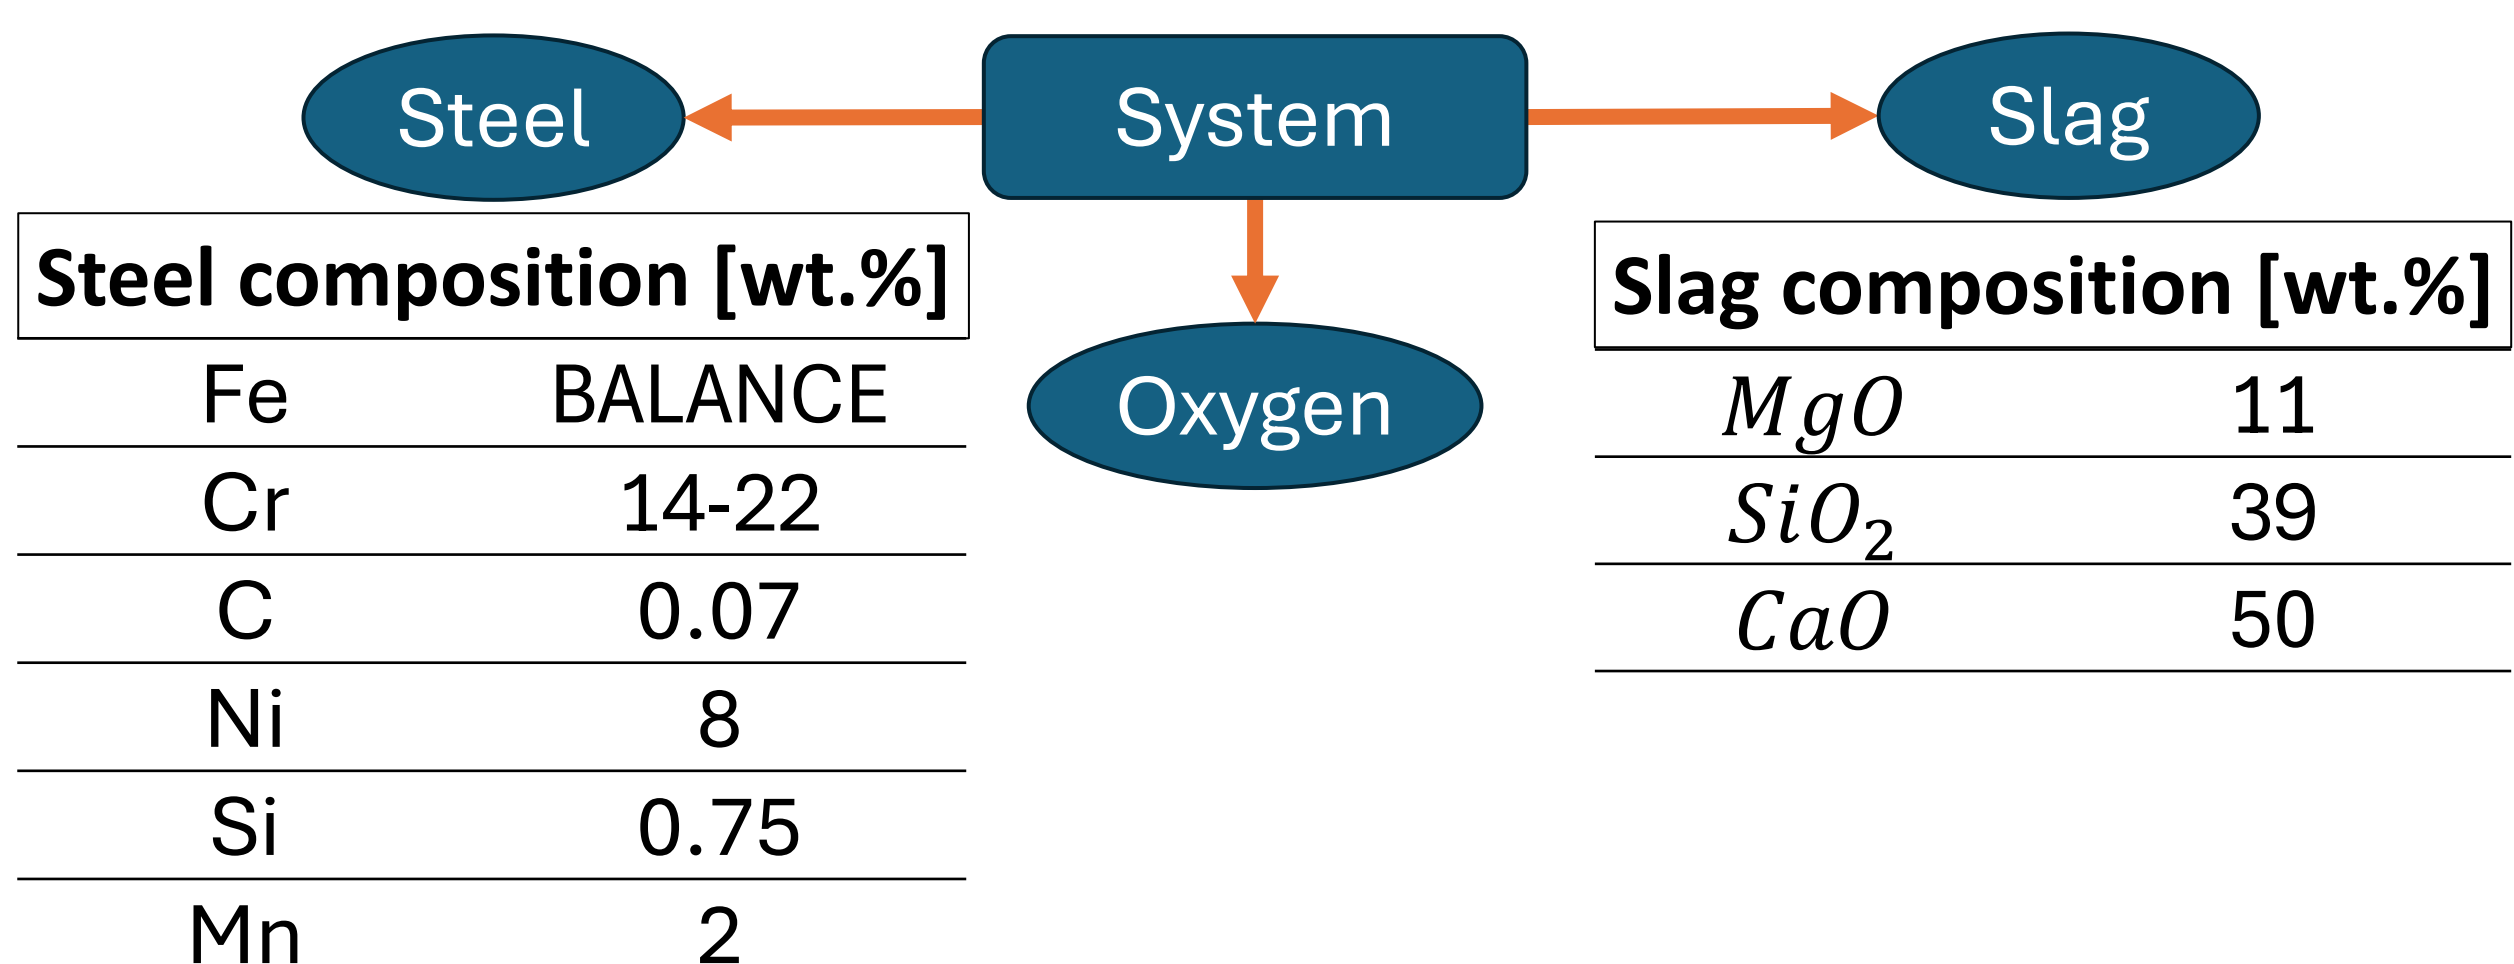 Steel
System
Slag
Oxygen
Steel composition [wt.%]
Fe BALANCE
Cr 14-22
C 0.07
Ni 8
Si 0.75
Mn 2
Slag composition [wt.%]
MgO 11
SiO₂ 39
CaO 50